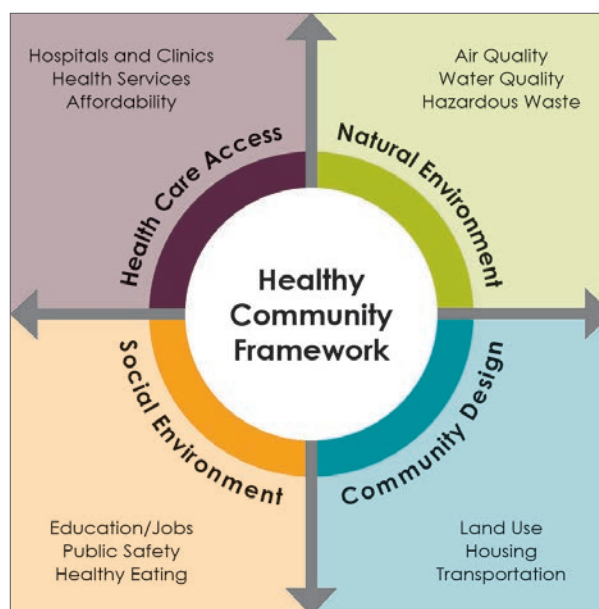 Hospitals and Clinics
Health Services
Affordability
Health Care Access
Air Quality
Water Quality
Hazardous Waste
Natural Environment
Healthy
Community
Framework
Social Environment
Education/Jobs
Public Safety
Healthy Eating
Community Design
Land Use
Housing
Transportation